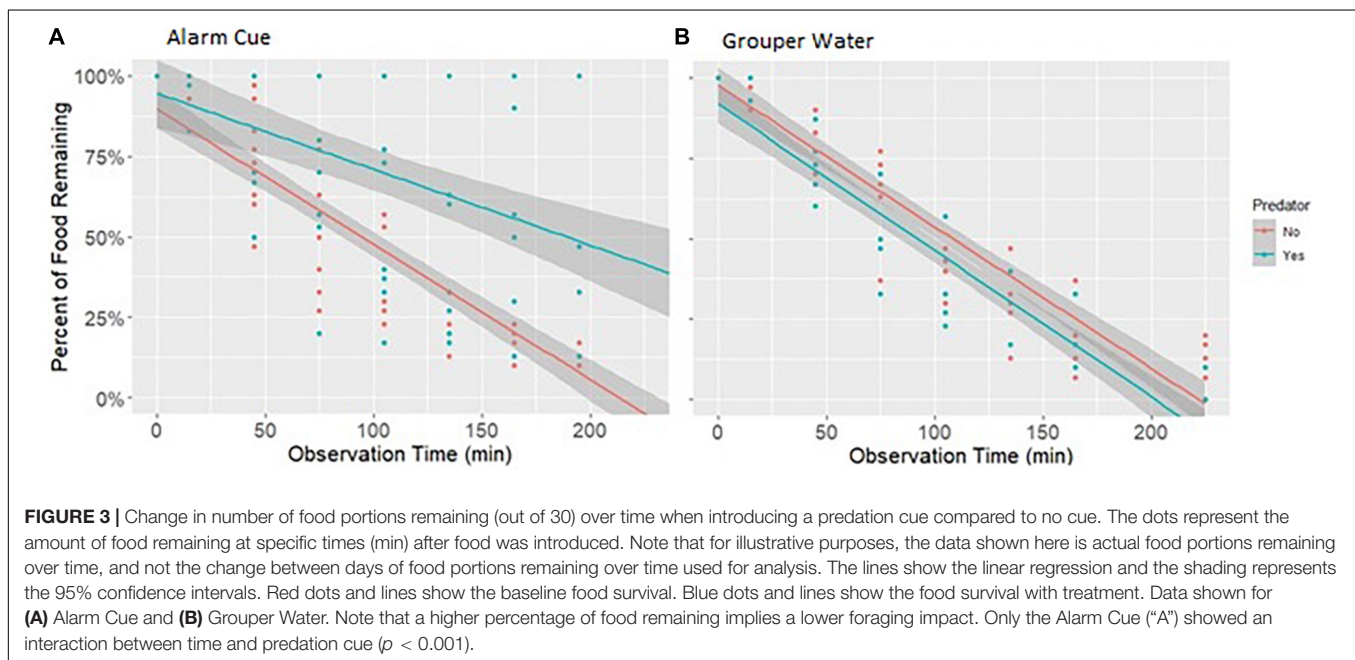 A Alarm Cue
B Grouper Water
Percent of Food Remaining
100%
75%
50%
25%
0%
0 50 100 150 200
Observation Time (min)
0 50 100 150 200
Observation Time (min)
Predator
No
Yes
FIGURE 3 | Change in number of food portions remaining (out of 30) over time when introducing a predation cue compared to no cue. The dots represent the
amount of food remaining at specific times (min) after food was introduced. Note that for illustrative purposes, the data shown here is actual food portions remaining
over time, and not the change between days of food portions remaining over time used for analysis. The lines show the linear regression and the shading represents
the 95% confidence intervals. Red dots and lines show the baseline food survival. Blue dots and lines show the food survival with treatment. Data shown for
(A) Alarm Cue and (B) Grouper Water. Note that a higher percentage of food remaining implies a lower foraging impact. Only the Alarm Cue (“A”) showed an
interaction between time and predation cue (p < 0.001).